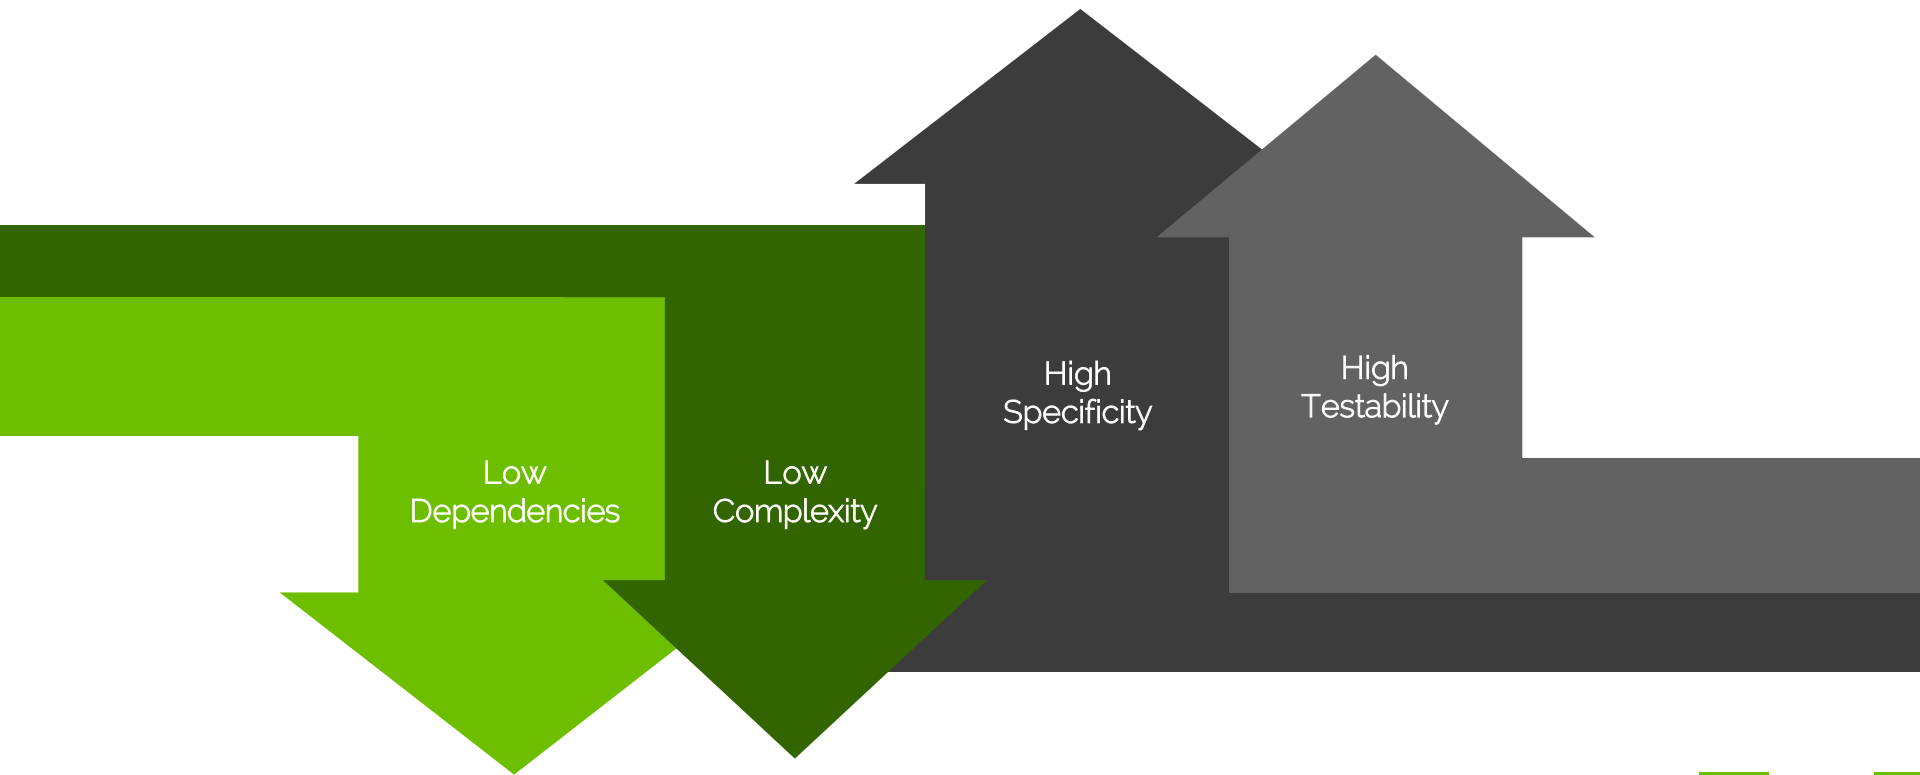 Low
Dependencies
Low
Complexity
High
Specificity
High
Testability